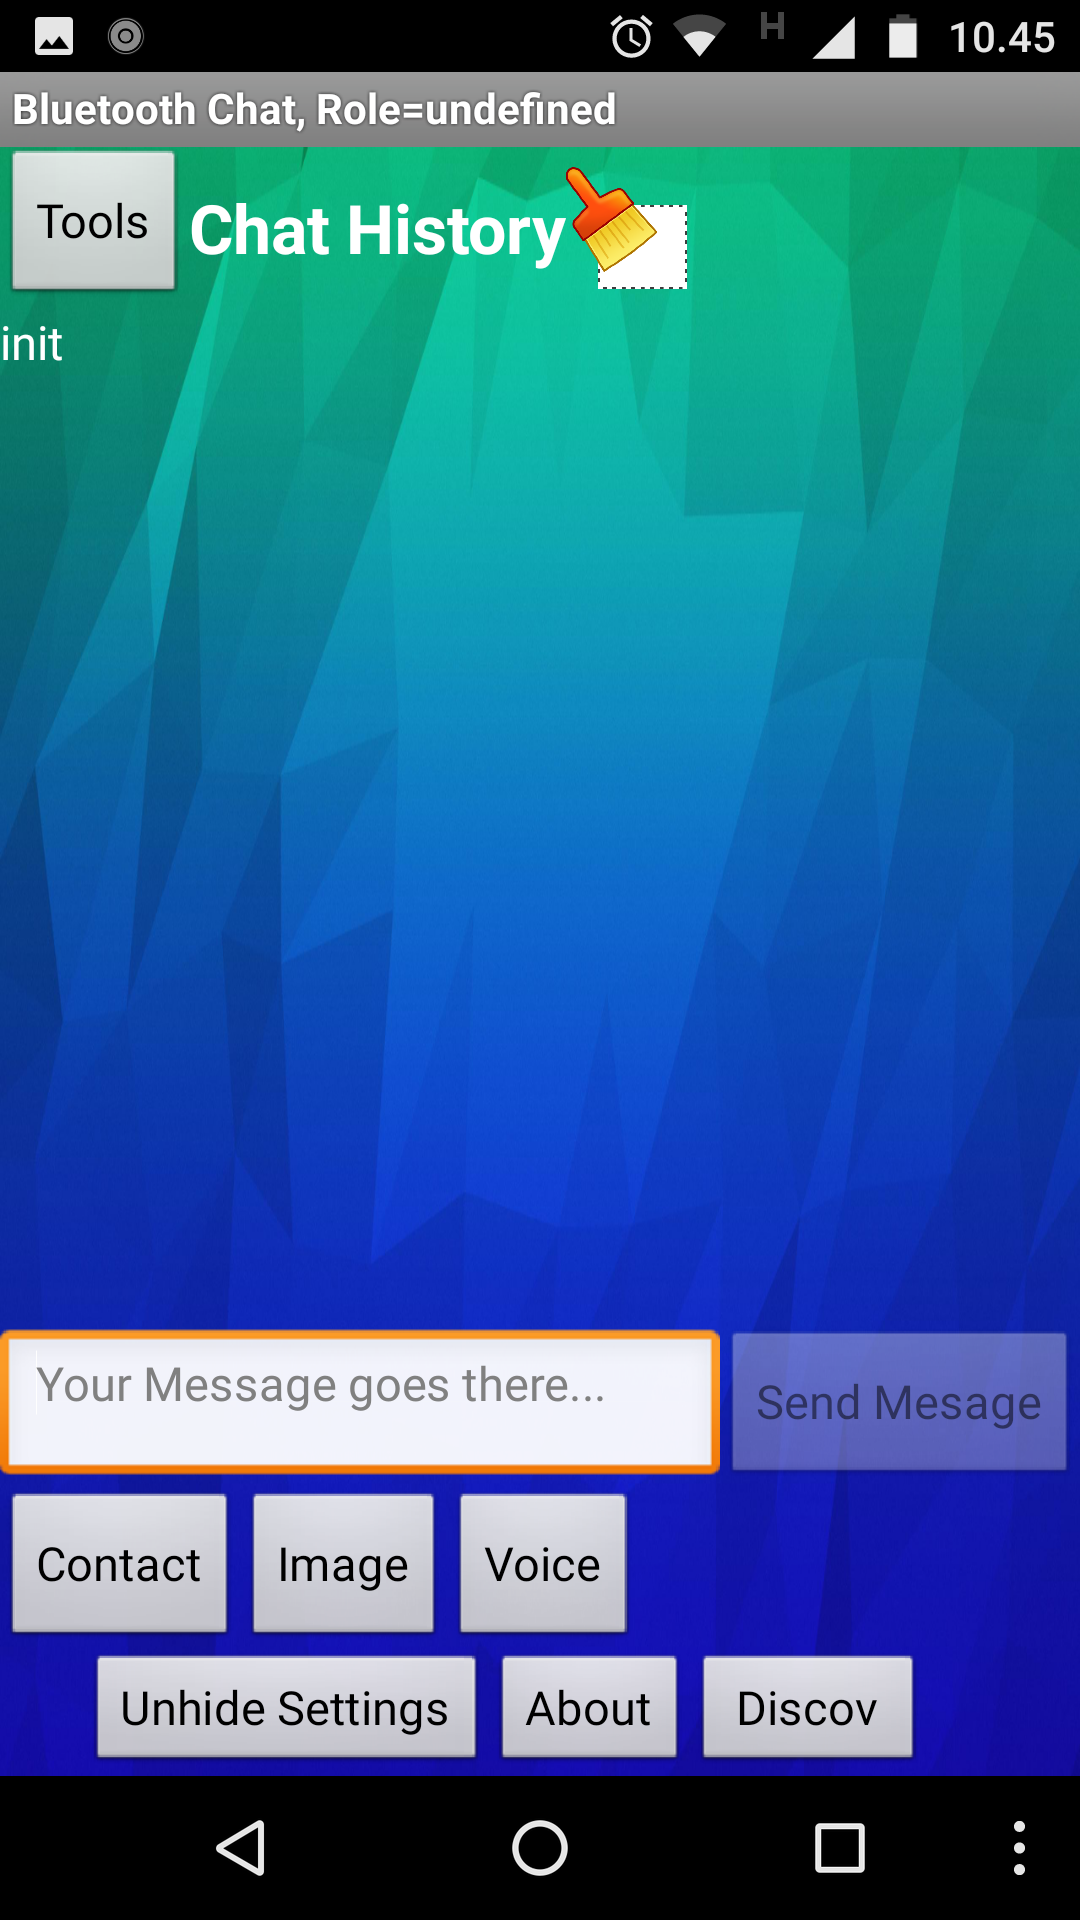 H 10.45
Bluetooth Chat, Role=undefined
Tools Chat History
init
Your Message goes there... Send Mesage
Contact Image Voice
Unhide Settings About Discov